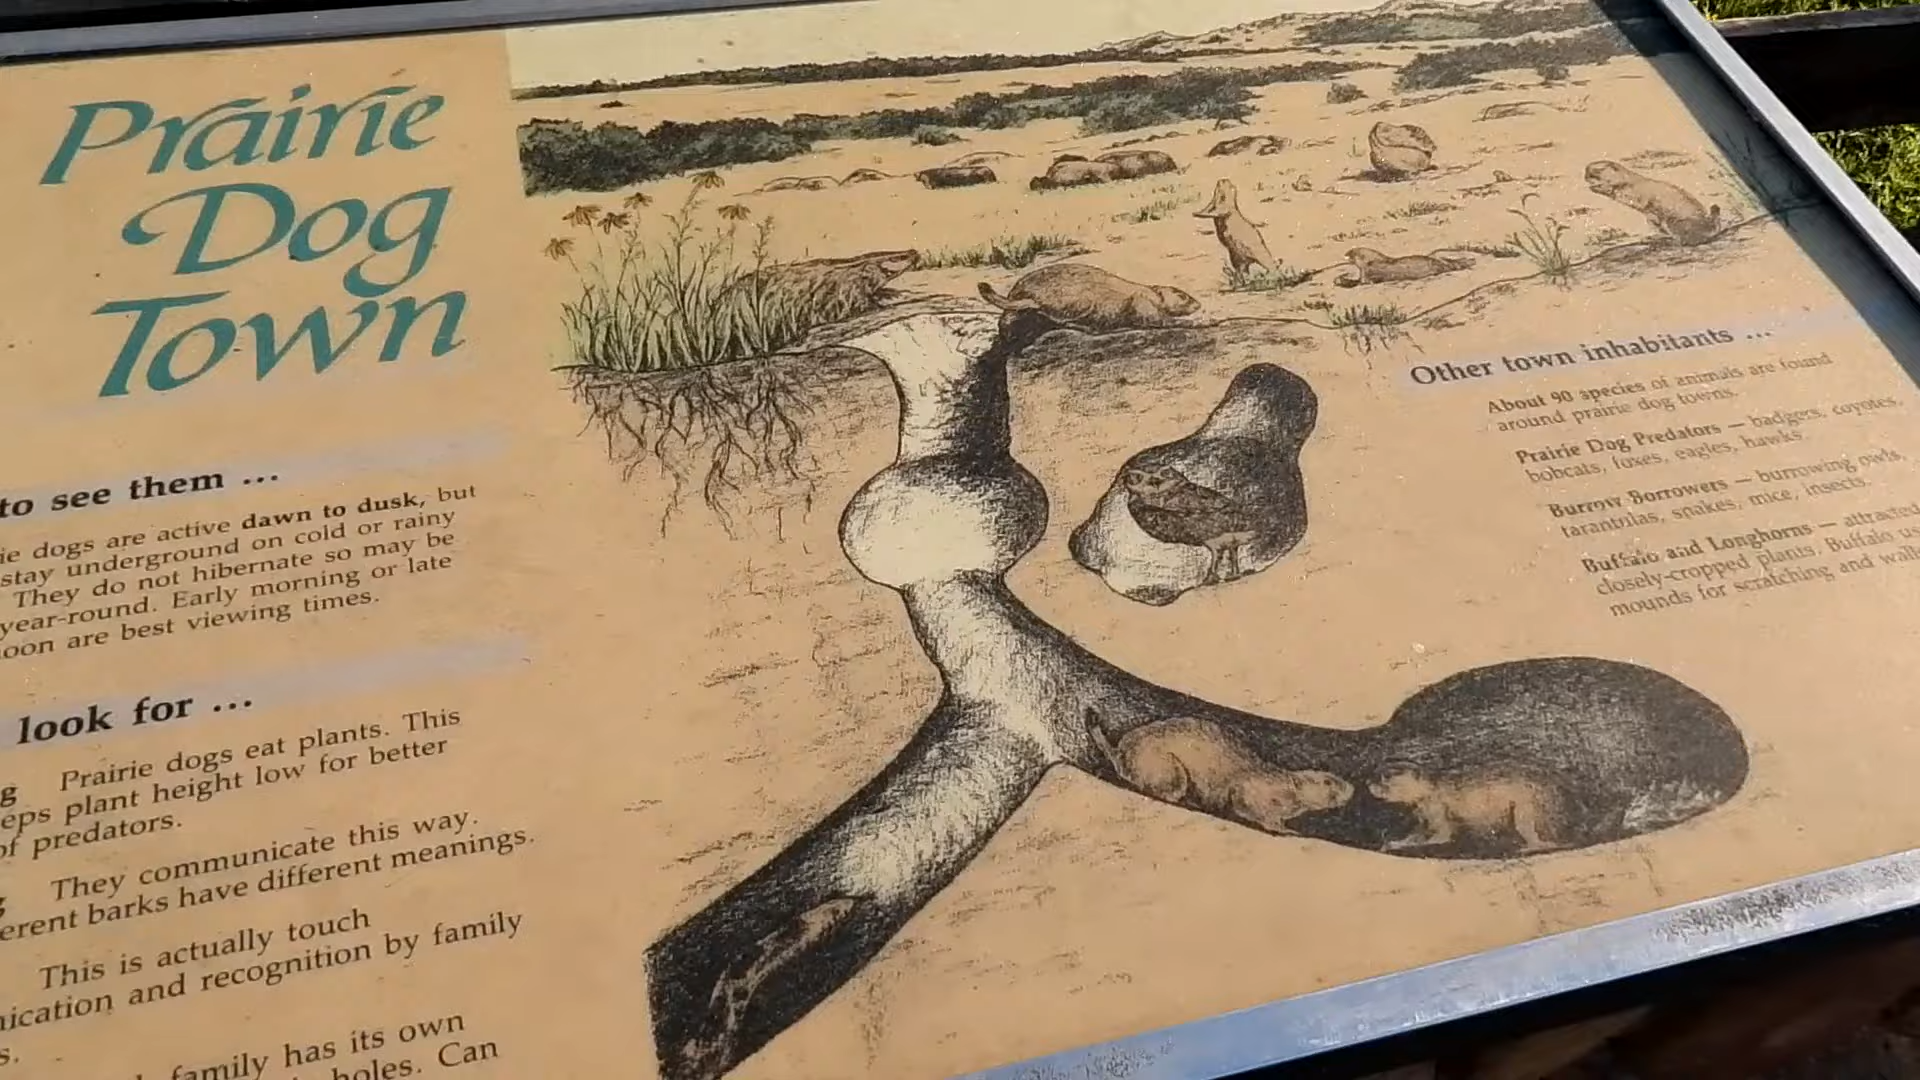 Prairie
Dog
Town
to see them ...
ie dogs are active dawn to dusk, but
stay underground on cold or rainy
They do not hibernate so may be
year-round. Early morning or late
oon are best viewing times.
look for ...
g Prairie dogs eat plants. This
eps plant height low for better
of predators.
g They communicate this way.
erent barks have different meanings.
This is actually touch
nication and recognition by family
s.
family has its own
holes. Can
Other town inhabitants ...
About 90 species of animals are found
around prairie dog towns.
Prairie Dog Predators — badgers, coyotes,
bobcats, foxes, eagles, hawks.
Burrow Borrowers — burrowing owls,
tarantulas, snakes, mice, insects.
Buffalo and Longhorns — attracted
closely-cropped plants. Buffalo us
mounds for scratching and wallo